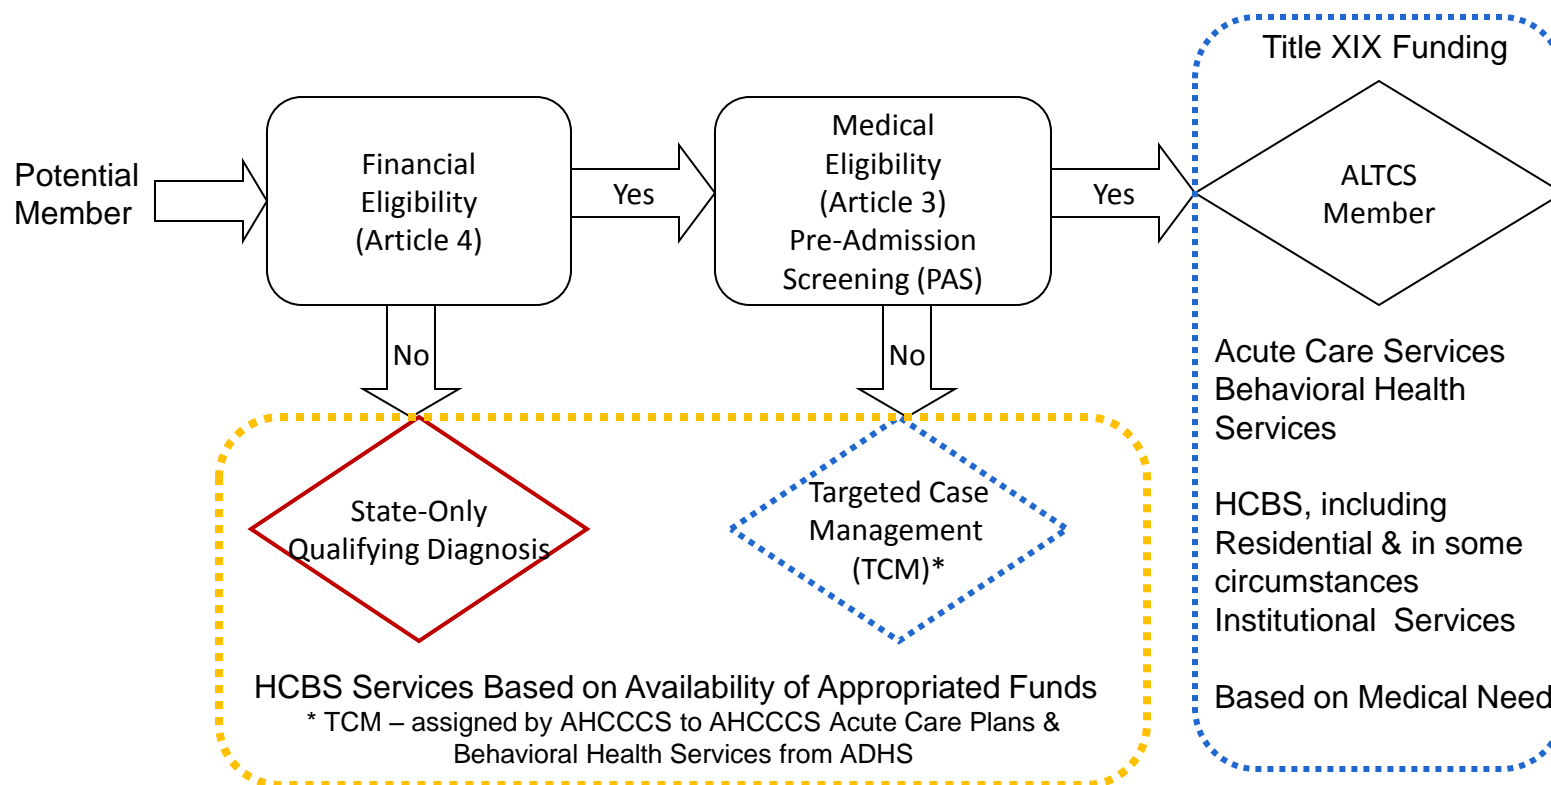 Potential
Member
Financial
Eligibility
(Article 4)
Yes
Medical
Eligibility
(Article 3)
Pre-Admission
Screening (PAS)
Yes
Title XIX Funding
ALTCS
Member
No
No
State-Only
Qualifying Diagnosis
Targeted Case
Management
(TCM)*
HCBS Services Based on Availability of Appropriated Funds
* TCM – assigned by AHCCCS to AHCCCS Acute Care Plans &
Behavioral Health Services from ADHS
Acute Care Services
Behavioral Health
Services
HCBS, including
Residential & in some
circumstances
Institutional Services
Based on Medical Need